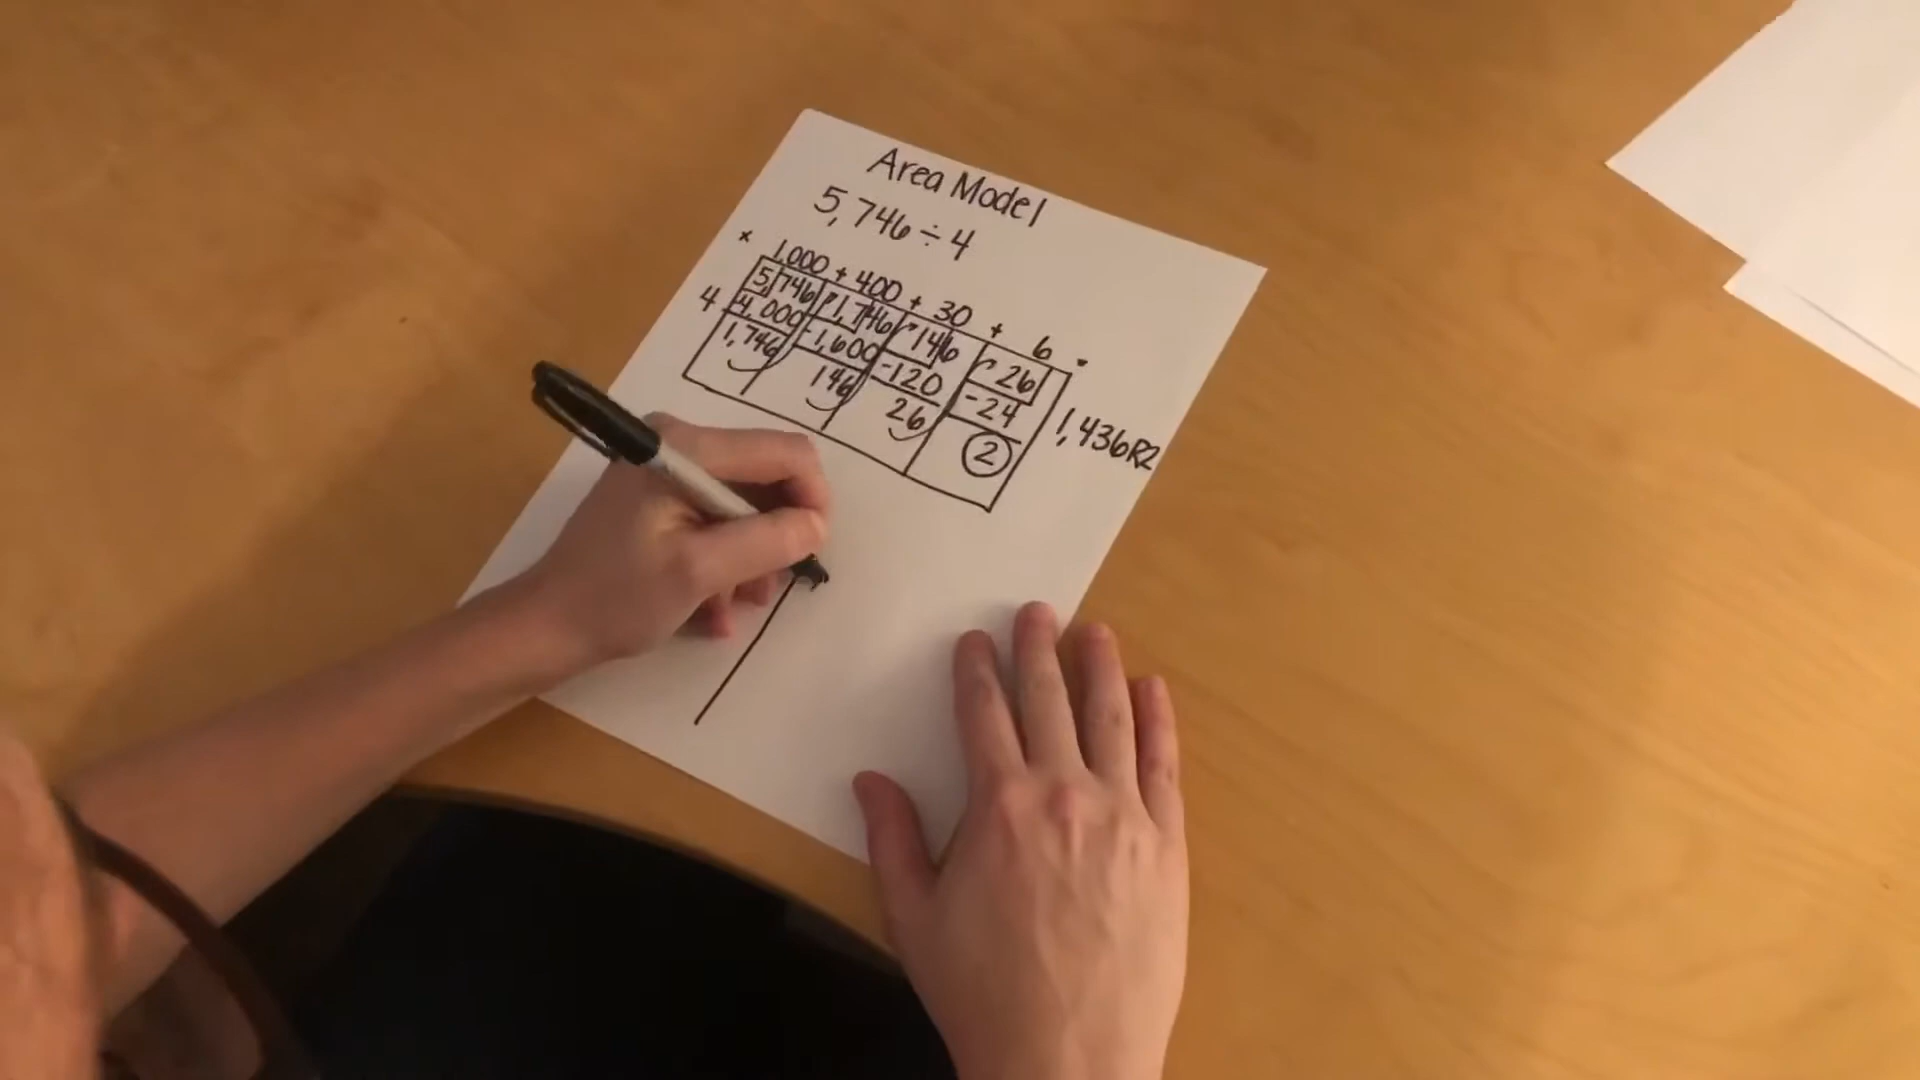 Area Model
5,746 ÷ 4
× 1,000 + 400 + 30 + 6
4 5,746 1,746 146 26
4,000 -1,600 -120 -24
1,746 146 26 2
1,436R2